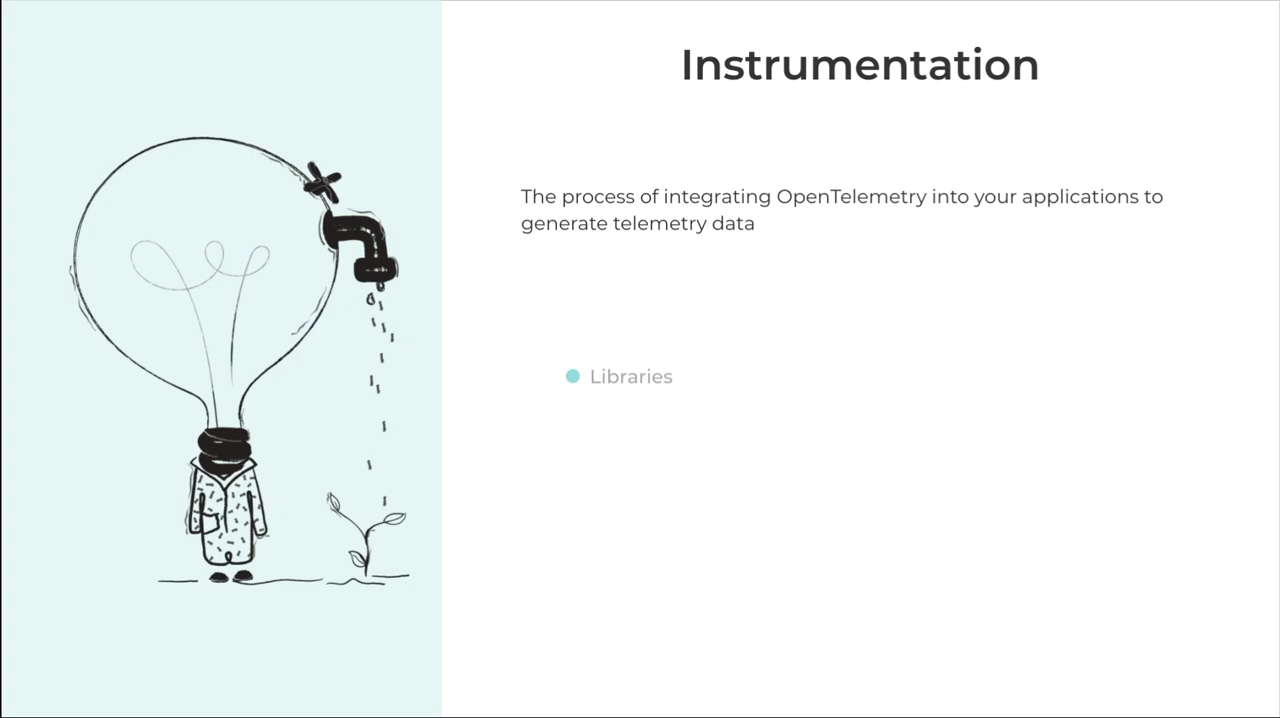 Instrumentation
The process of integrating OpenTelemetry into your applications to
generate telemetry data
Libraries